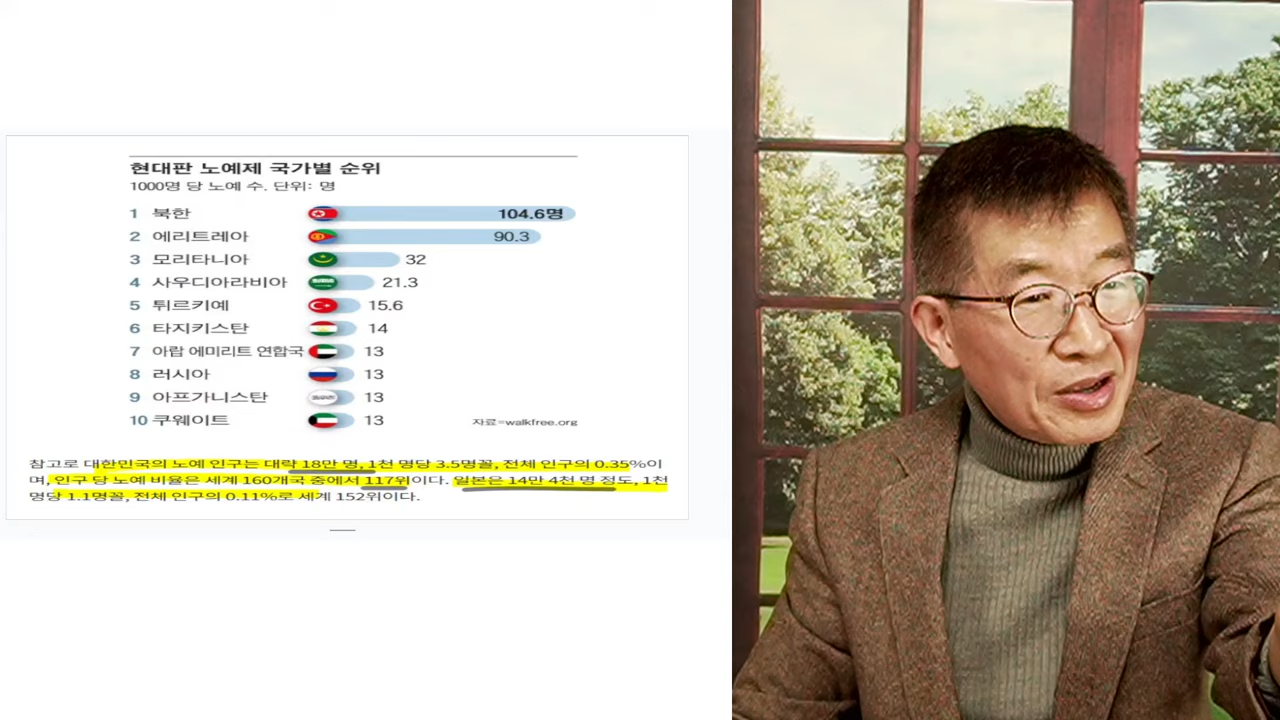 현대판 노예제 국가별 순위
1000명 당 노예 수. 단위: 명
1 북한 104.6명
2 에리트레아 90.3
3 모리타니아 32
4 사우디아라비아 21.3
5 튀르키예 15.6
6 타지키스탄 14
7 아랍 에미리트 연합국 13
8 러시아 13
9 아프가니스탄 13
10 쿠웨이트 13
자료=walkfree.org
참고로 대한민국의 노예 인구는 대략 18만 명, 1천 명당 3.5명꼴, 전체 인구의 0.35%이
며, 인구 당 노예 비율은 세계 160개국 중에서 117위이다. 일본은 14만 4천 명 정도, 1천
명당 1.1명꼴, 전체 인구의 0.11%로 세계 152위이다.